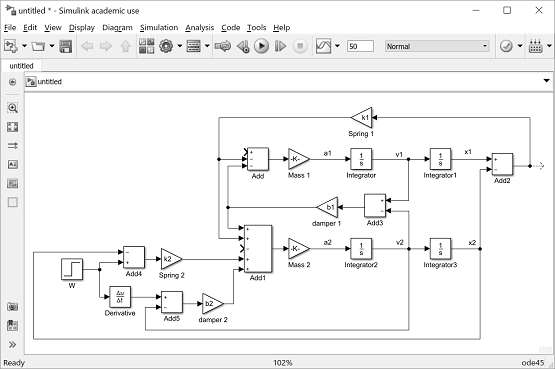 untitled * - Simulink academic use
File Edit View Display Diagram Simulation Analysis Code Tools Help
50 Normal
untitled
untitled
k1
Spring 1
Add
-K-
Mass 1
a1
1
s
Integrator
v1
1
s
Integrator1
x1
Add2
b1
damper 1
Add3
Add1
-K-
Mass 2
a2
1
s
Integrator2
v2
1
s
Integrator3
x2
W
Add4
k2
Spring 2
Δu
Δt
Derivative
Add5
b2
damper 2
Ready 102% ode45